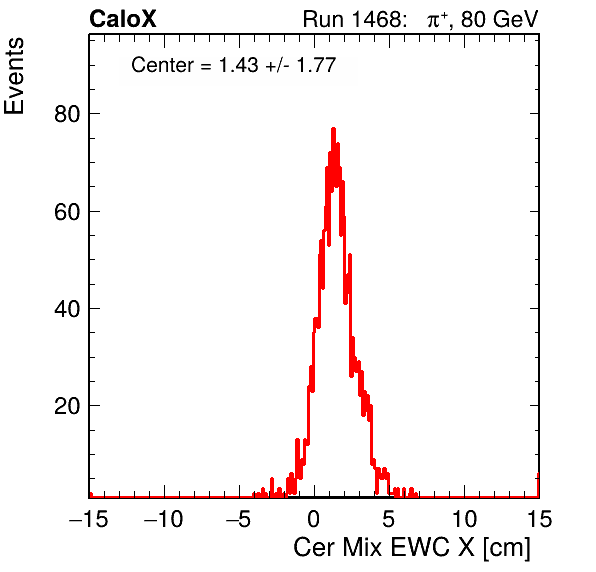 CaloX Run 1468: π⁺, 80 GeV
Center = 1.43 +/- 1.77
Events
80
60
40
20
−15 −10 −5 0 5 10 15
Cer Mix EWC X [cm]